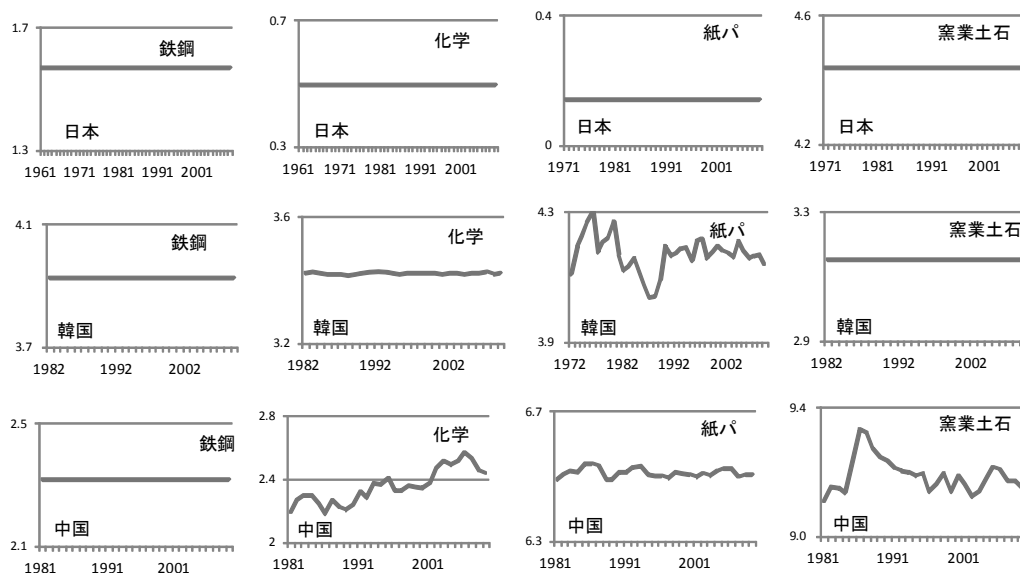 1.7
鉄鋼
日本
1.3
1961 1971 1981 1991 2001
0.7
化学
日本
0.3
1961 1971 1981 1991 2001
0.4
紙パ
日本
0
1971 1981 1991 2001
4.6
窯業土石
日本
4.2
1971 1981 1991 2001
4.1
鉄鋼
韓国
3.7
1982 1992 2002
3.6
化学
韓国
3.2
1982 1992 2002
4.3
紙パ
3.9
1972 1982 1992 2002
3.3
窯業土石
韓国
2.9
1982 1992 2002
2.5
鉄鋼
中国
2.1
1981 1991 2001
2.8
化学
2.4
中国
2
1981 1991 2001
6.7
紙パ
中国
6.3
1981 1991 2001
9.4
窯業土石
中国
9.0
1981 1991 2001